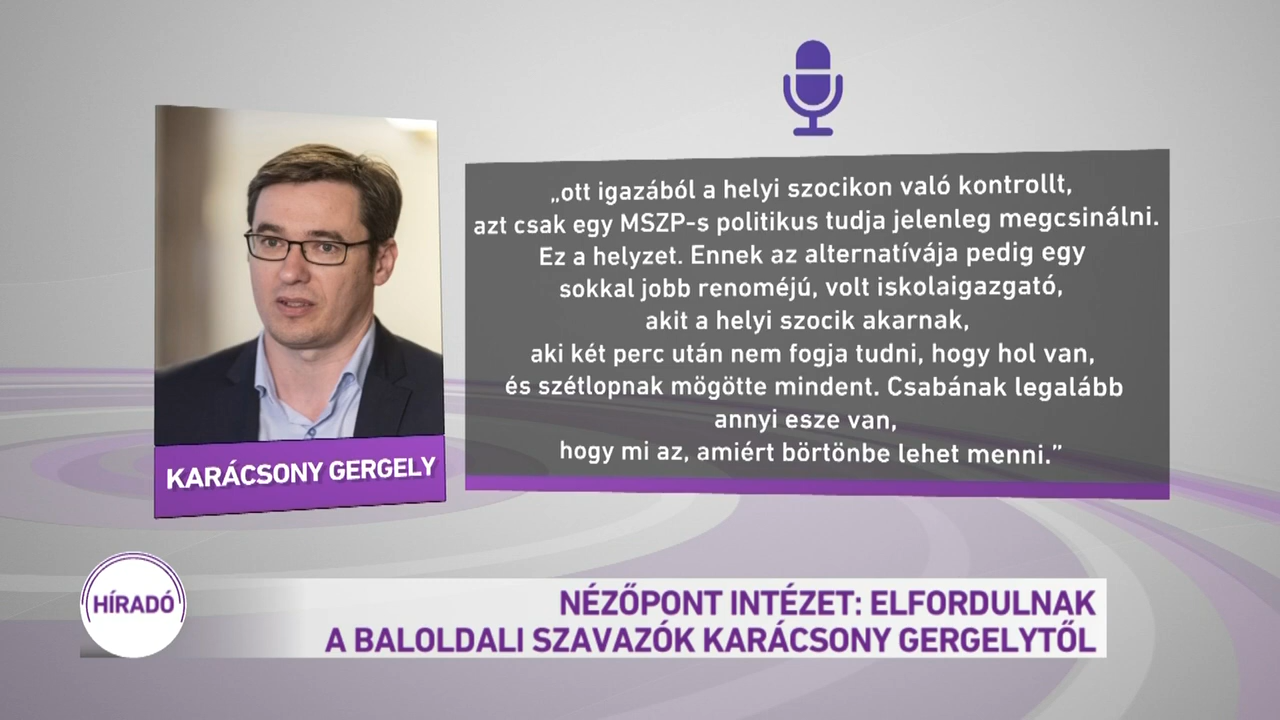 „ott igazából a helyi szocikon való kontrollt,
azt csak egy MSZP-s politikus tudja jelenleg megcsinálni.
Ez a helyzet. Ennek az alternatívája pedig egy
sokkal jobb renoméjú, volt iskolaigazgató,
akit a helyi szocik akarnak,
aki két perc után nem fogja tudni, hogy hol van,
és szétlopnak mögötte mindent. Csabának legalább
annyi esze van,
hogy mi az, amiért börtönbe lehet menni.”
KARÁCSONY GERGELY
HÍRADÓ
NÉZŐPONT INTÉZET: ELFORDULNAK
A BALOLDALI SZAVAZÓK KARÁCSONY GERGELYTŐL